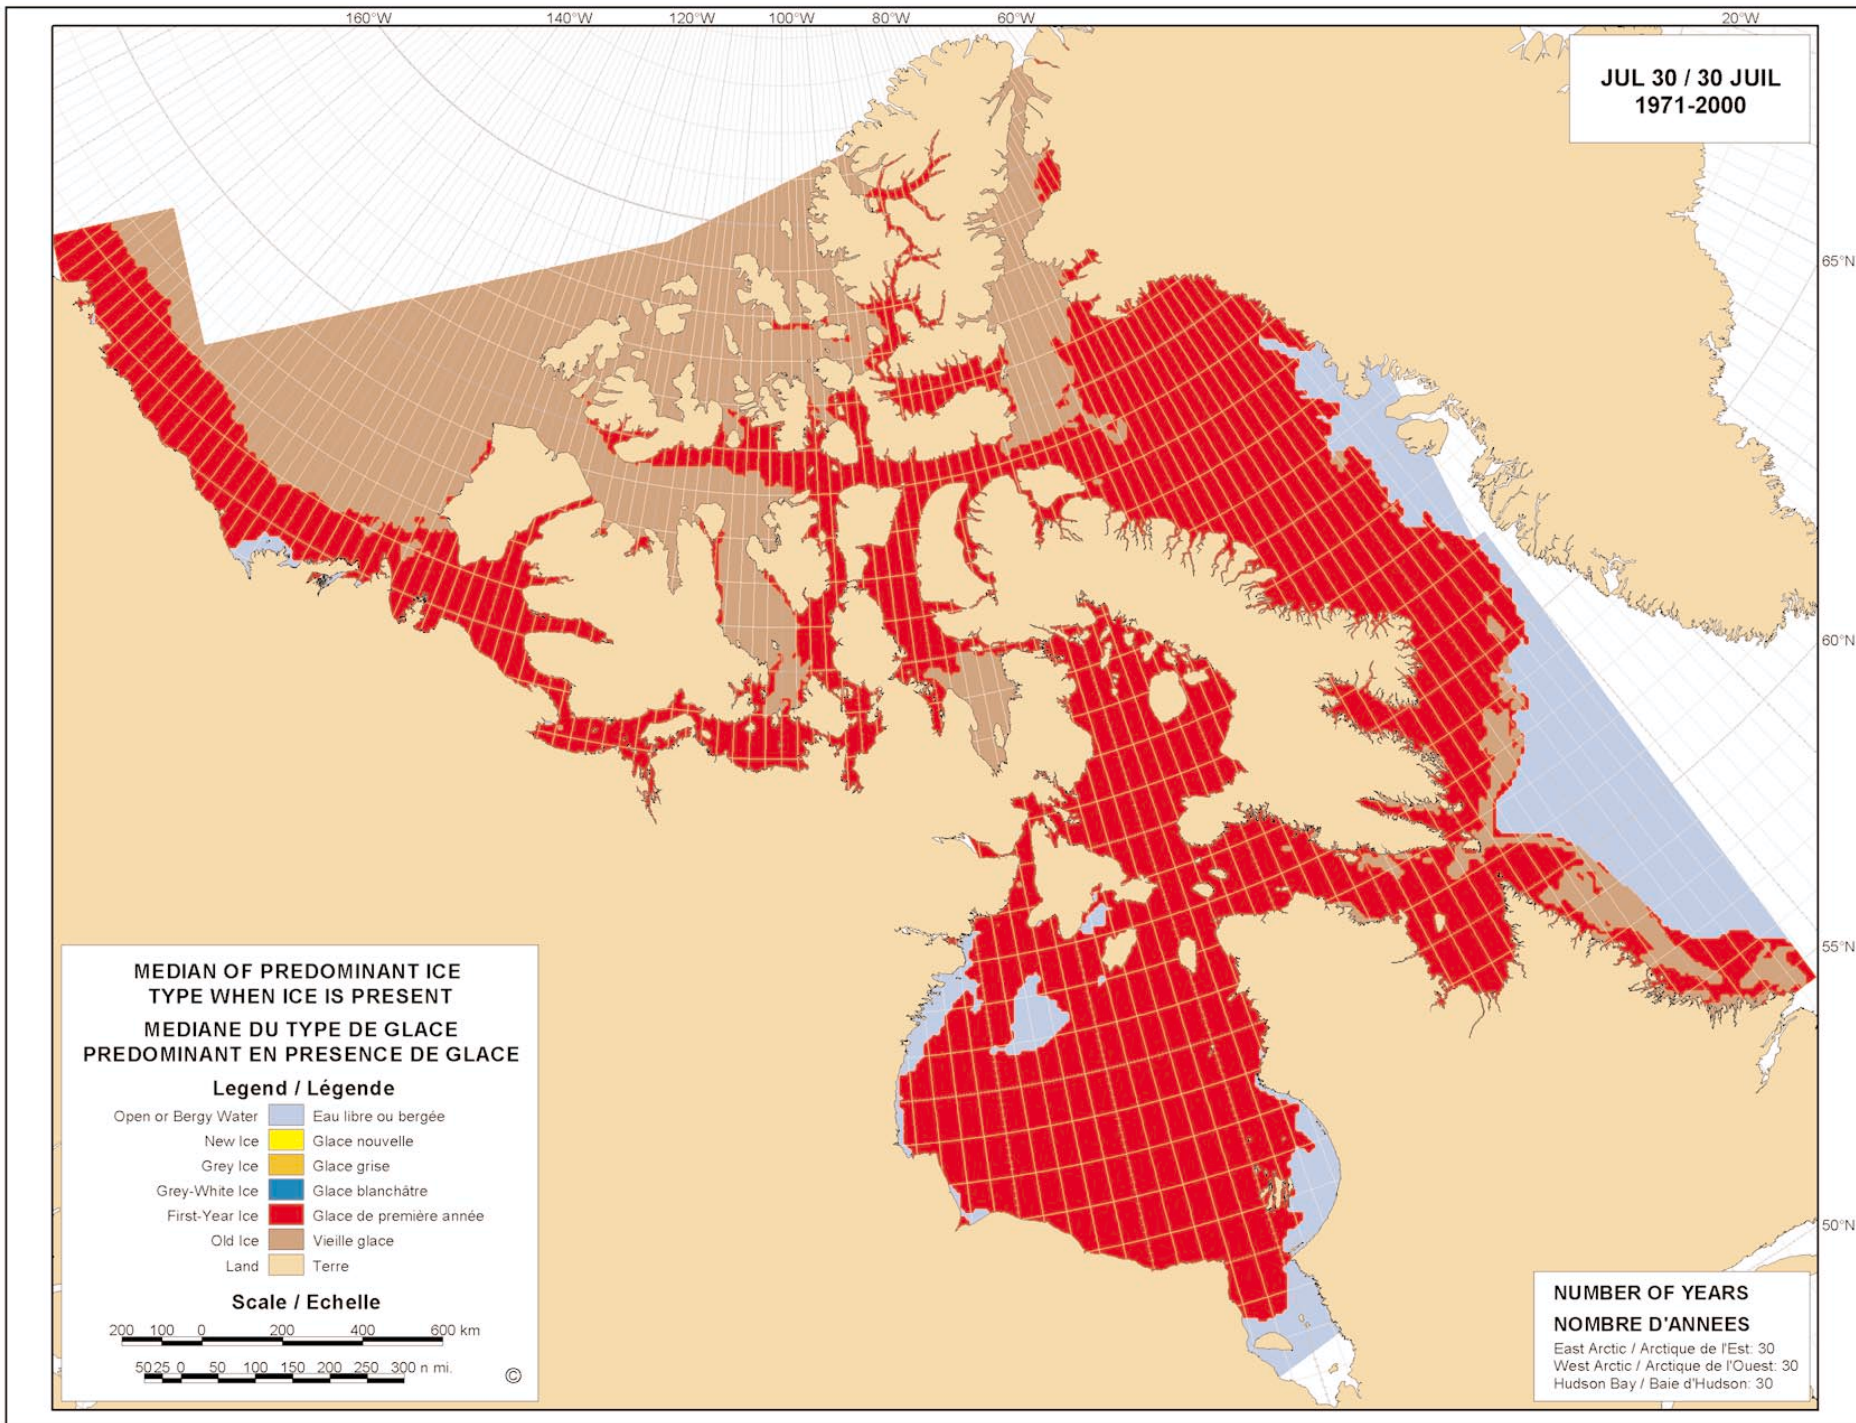 160°W 140°W 120°W 100°W 80°W 60°W 20°W
JUL 30 / 30 JUIL
1971-2000
65°N
60°N
55°N
50°N
MEDIAN OF PREDOMINANT ICE
TYPE WHEN ICE IS PRESENT
MEDIANE DU TYPE DE GLACE
PREDOMINANT EN PRESENCE DE GLACE
Legend / Légende
Open or Bergy Water Eau libre ou bergée
New Ice Glace nouvelle
Grey Ice Glace grise
Grey-White Ice Glace blanchâtre
First-Year Ice Glace de première année
Old Ice Vieille glace
Land Terre
Scale / Echelle
200 100 0 200 400 600 km
50 25 0 50 100 150 200 250 300 n mi.
©
NUMBER OF YEARS
NOMBRE D'ANNEES
East Arctic / Arctique de l'Est: 30
West Arctic / Arctique de l'Ouest: 30
Hudson Bay / Baie d'Hudson: 30